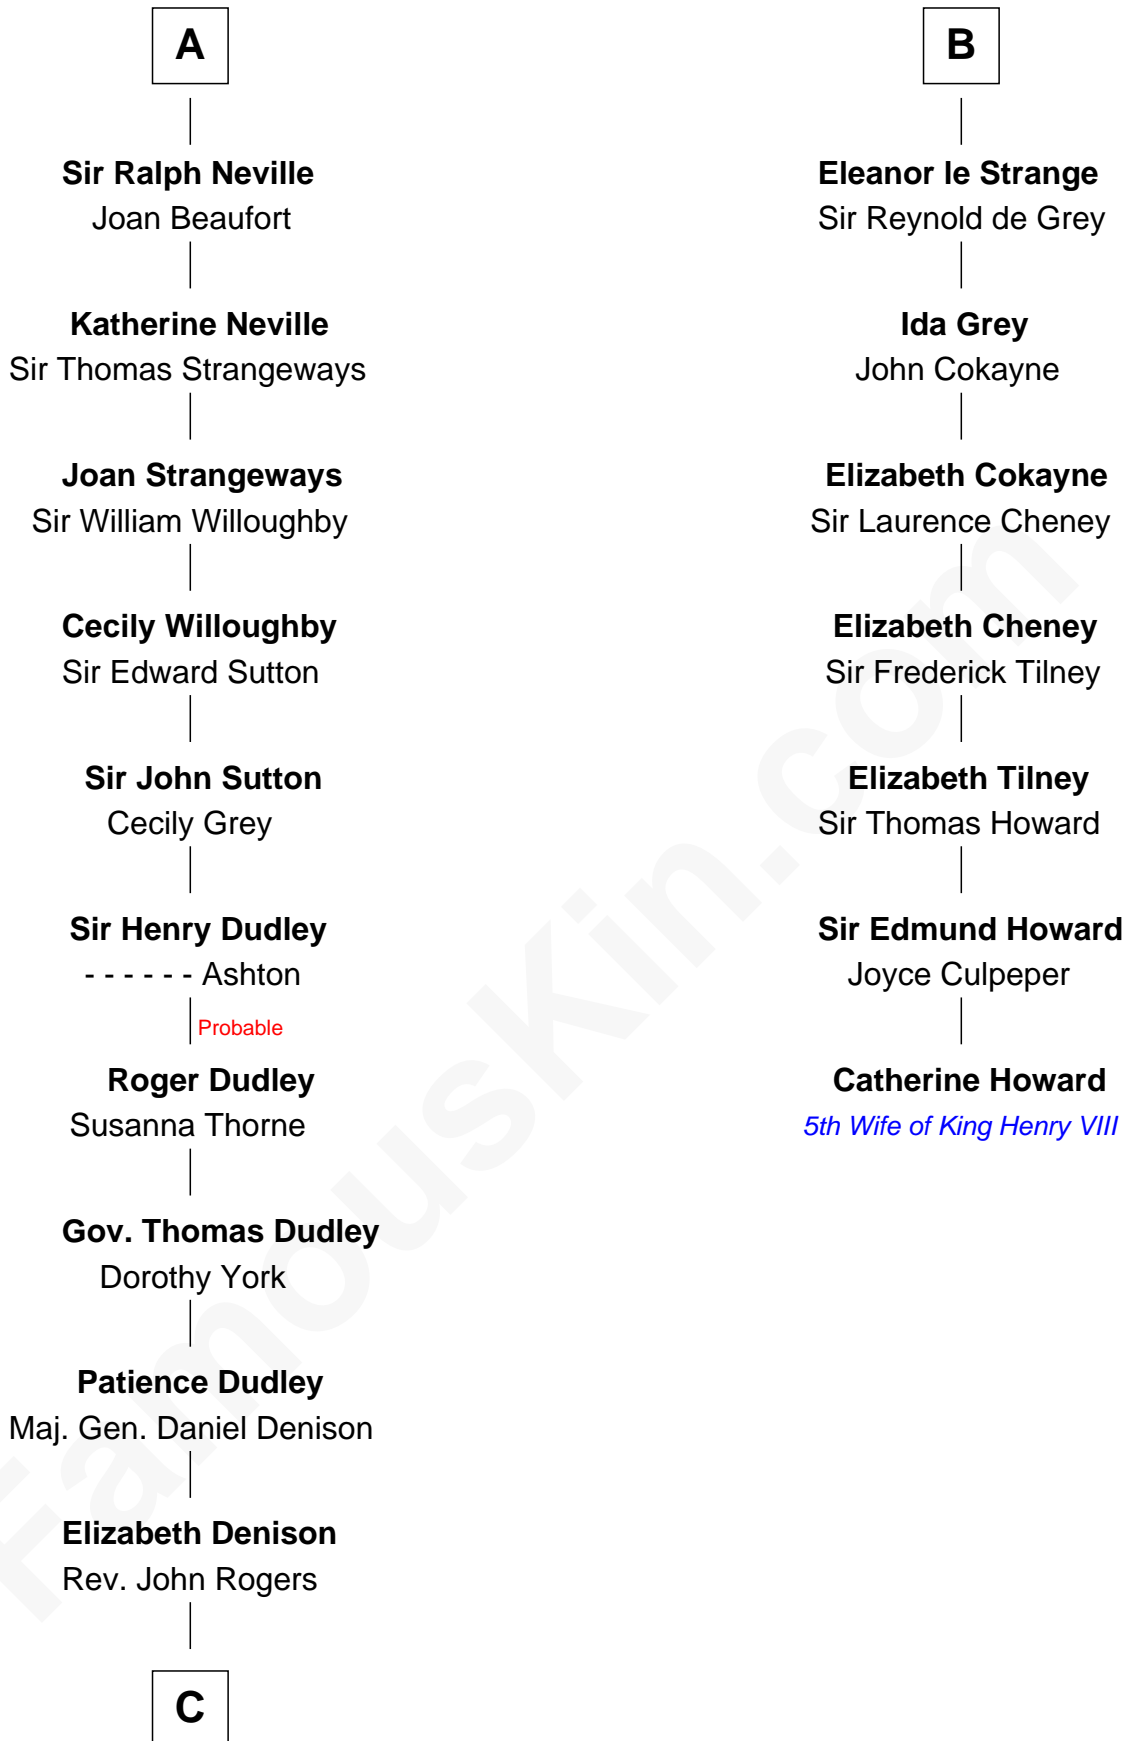 A
Sir Ralph Neville
Joan Beaufort
Katherine Neville
Sir Thomas Strangeways
Joan Strangeways
Sir William Willoughby
Cecily Willoughby
Sir Edward Sutton
Sir John Sutton
Cecily Grey
Sir Henry Dudley
- - - - - - Ashton
Probable
Roger Dudley
Susanna Thorne
Gov. Thomas Dudley
Dorothy York
Patience Dudley
Maj. Gen. Daniel Denison
Elizabeth Denison
Rev. John Rogers
C
B
Eleanor le Strange
Sir Reynold de Grey
Ida Grey
John Cokayne
Elizabeth Cokayne
Sir Laurence Cheney
Elizabeth Cheney
Sir Frederick Tilney
Elizabeth Tilney
Sir Thomas Howard
Sir Edmund Howard
Joyce Culpeper
Catherine Howard
5th Wife of King Henry VIII
FamousKin.com